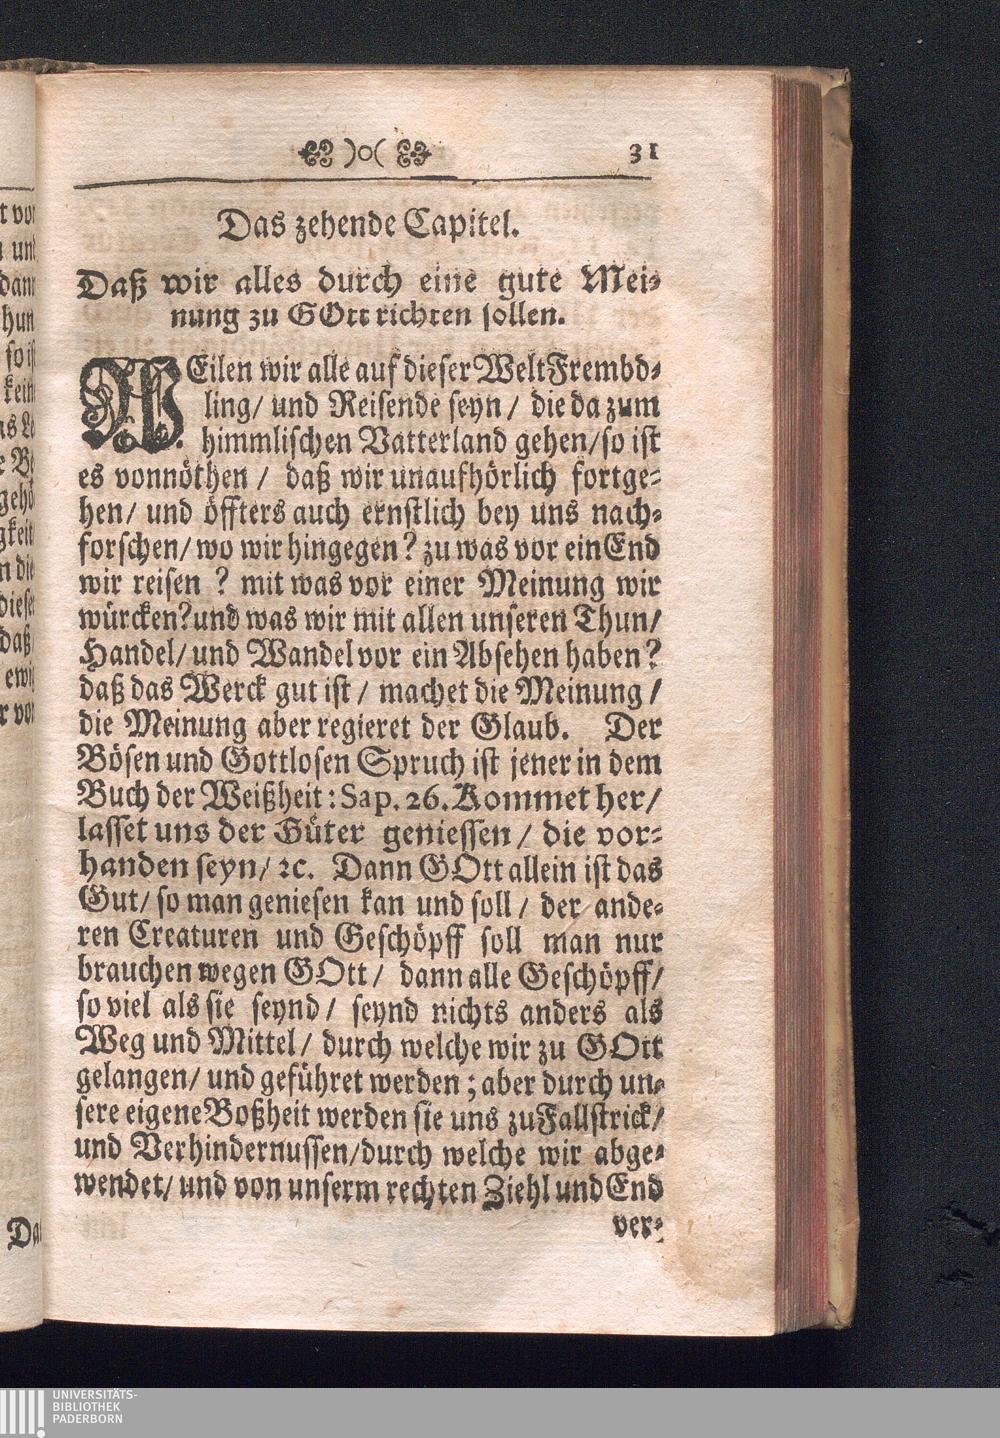 )o(
31
Das zehende Capitel.
Daß wir alles durch eine gute Mei-
nung zu GOtt richten sollen.
WEilen wir alle auf dieser Welt Frembd-
ling/ und Reisende seyn / die da zum
himmlischen Vatterland gehen/so ist
es vonnöthen / daß wir unaufhörlich fortge-
hen/ und öffters auch ernstlich bey uns nach-
forschen/ wo wir hingegen? zu was vor ein End
wir reisen ? mit was vor einer Meinung wir
würcken? und was wir mit allen unseren Thun/
Handel/ und Wandel vor ein Absehen haben?
daß das Werck gut ist / machet die Meinung /
die Meinung aber regieret der Glaub. Der
Bösen und Gottlosen Spruch ist jener in dem
Buch der Weißheit: Sap. 26. Kommet her/
lasset uns der Güter geniessen / die vor-
handen seyn/ ꝛc. Dann GOtt allein ist das
Gut/ so man geniesen kan und soll / der ande-
ren Creaturen und Geschöpff soll man nur
brauchen wegen GOtt/ dann alle Geschöpff/
so viel als sie seynd/ seynd nichts anders als
Weg und Mittel/ durch welche wir zu GOtt
gelangen/ und geführet werden; aber durch un-
sere eigene Boßheit werden sie uns zu Fallstrick/
und Verhindernussen/durch welche wir abge-
wendet/ und von unserm rechten Ziehl und End
ver-
UNIVERSITÄTS-
BIBLIOTHEK
PADERBORN